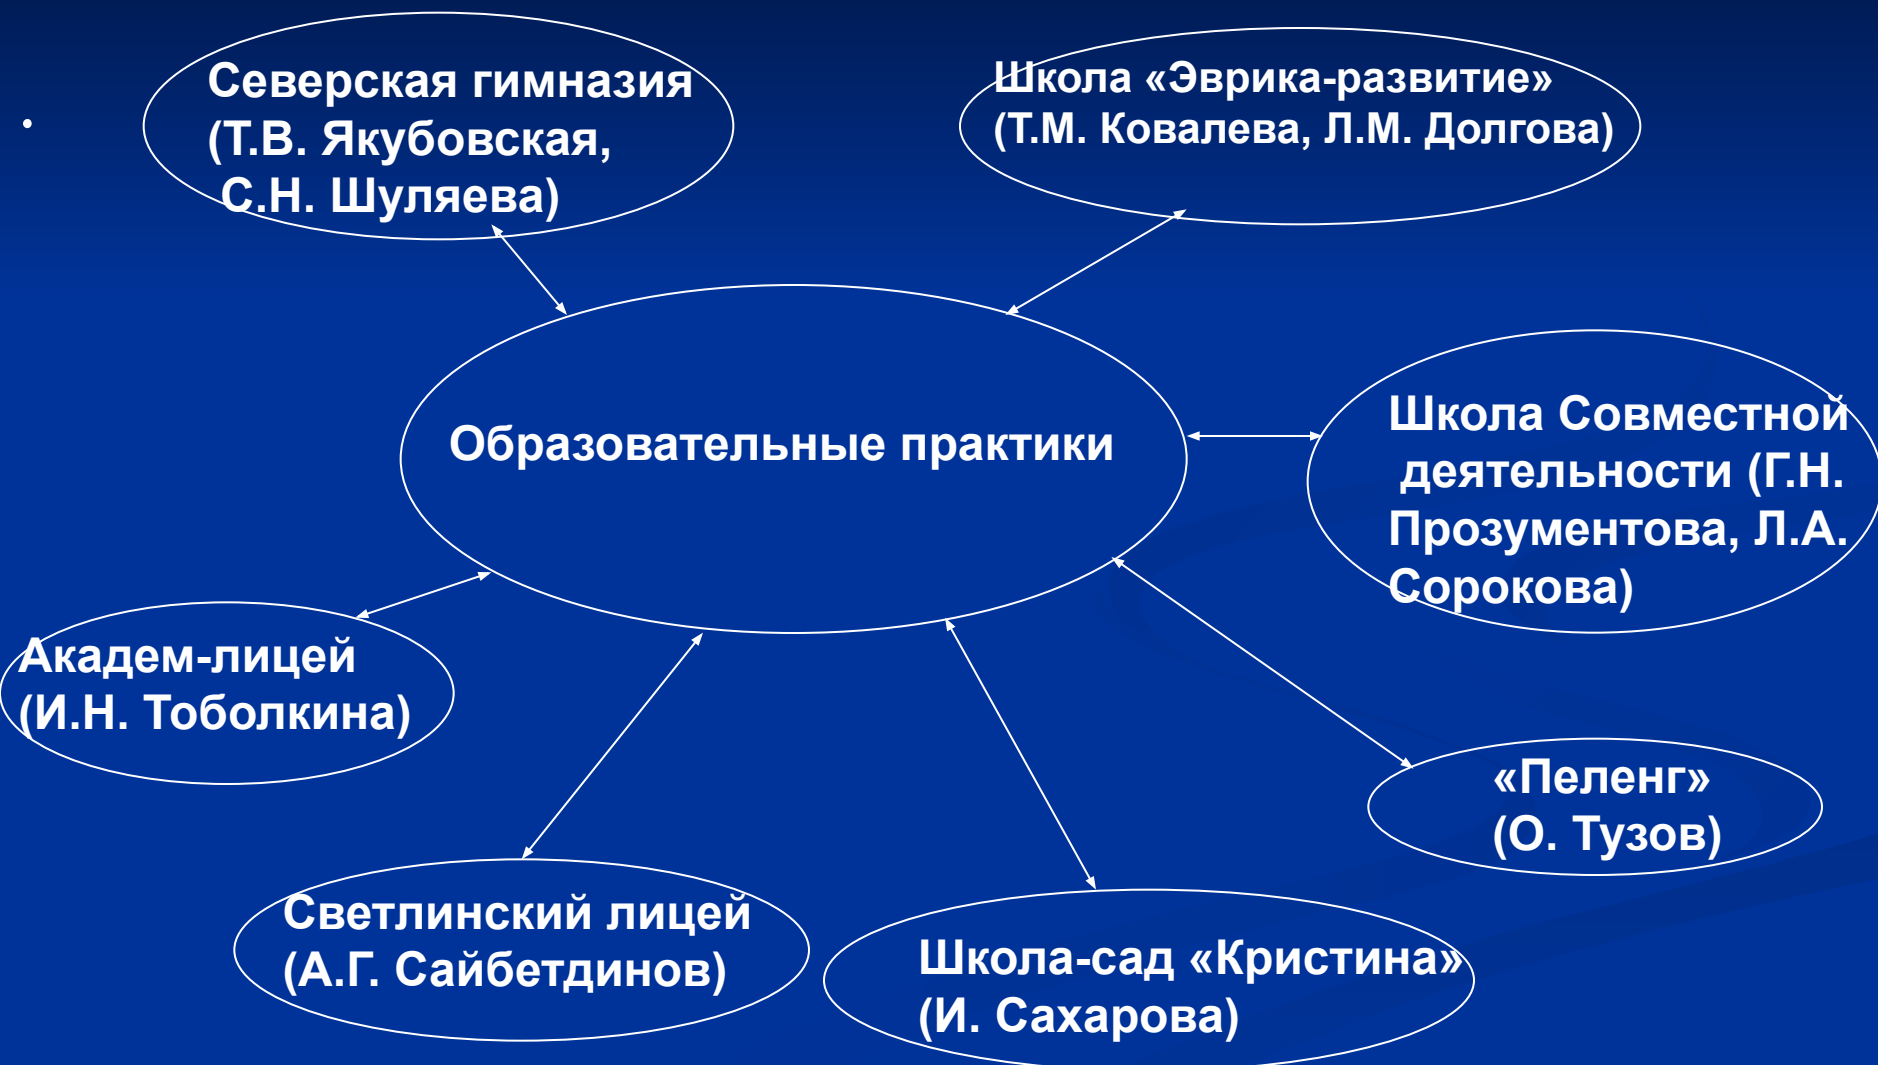 Северская гимназия
(Т.В. Якубовская,
С.Н. Шуляева)
Школа «Эврика-развитие»
(Т.М. Ковалева, Л.М. Долгова)
Образовательные практики
Школа Совместной
деятельности (Г.Н.
Прозументова, Л.А.
Сорокова)
Академ-лицей
(И.Н. Тоболкина)
«Пеленг»
(О. Тузов)
Светлинский лицей
(А.Г. Сайбетдинов)
Школа-сад «Кристина»
(И. Сахарова)